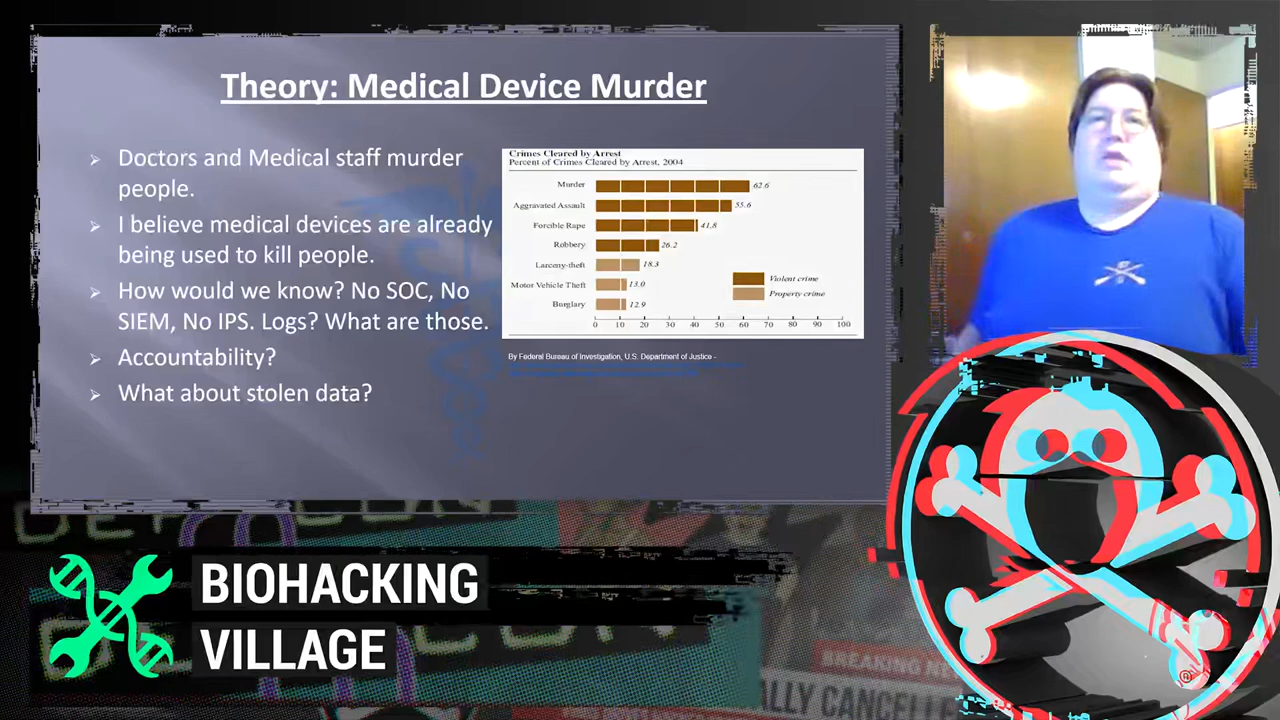 Theory: Medical Device Murder
➢ Doctors and Medical staff murder
people.
➢ I believe medical devices are already
being used to kill people.
➢ How would we know? No SOC, No
SIEM, No IPS. Logs? What are those.
➢ Accountability?
➢ What about stolen data?
Crimes Cleared by Arrest
Percent of Crimes Cleared by Arrest, 2004
Murder 62.6
Aggravated Assault 55.6
Forcible Rape 41.8
Robbery 26.2
Larceny-theft 18.3
Motor Vehicle Theft 13.0
Burglary 12.9
Violent crime
Property crime
0 10 20 30 40 50 60 70 80 90 100
By Federal Bureau of Investigation, U.S. Department of Justice -
BIOHACKING
VILLAGE
BREAKING
ALLY CANCELLE
®